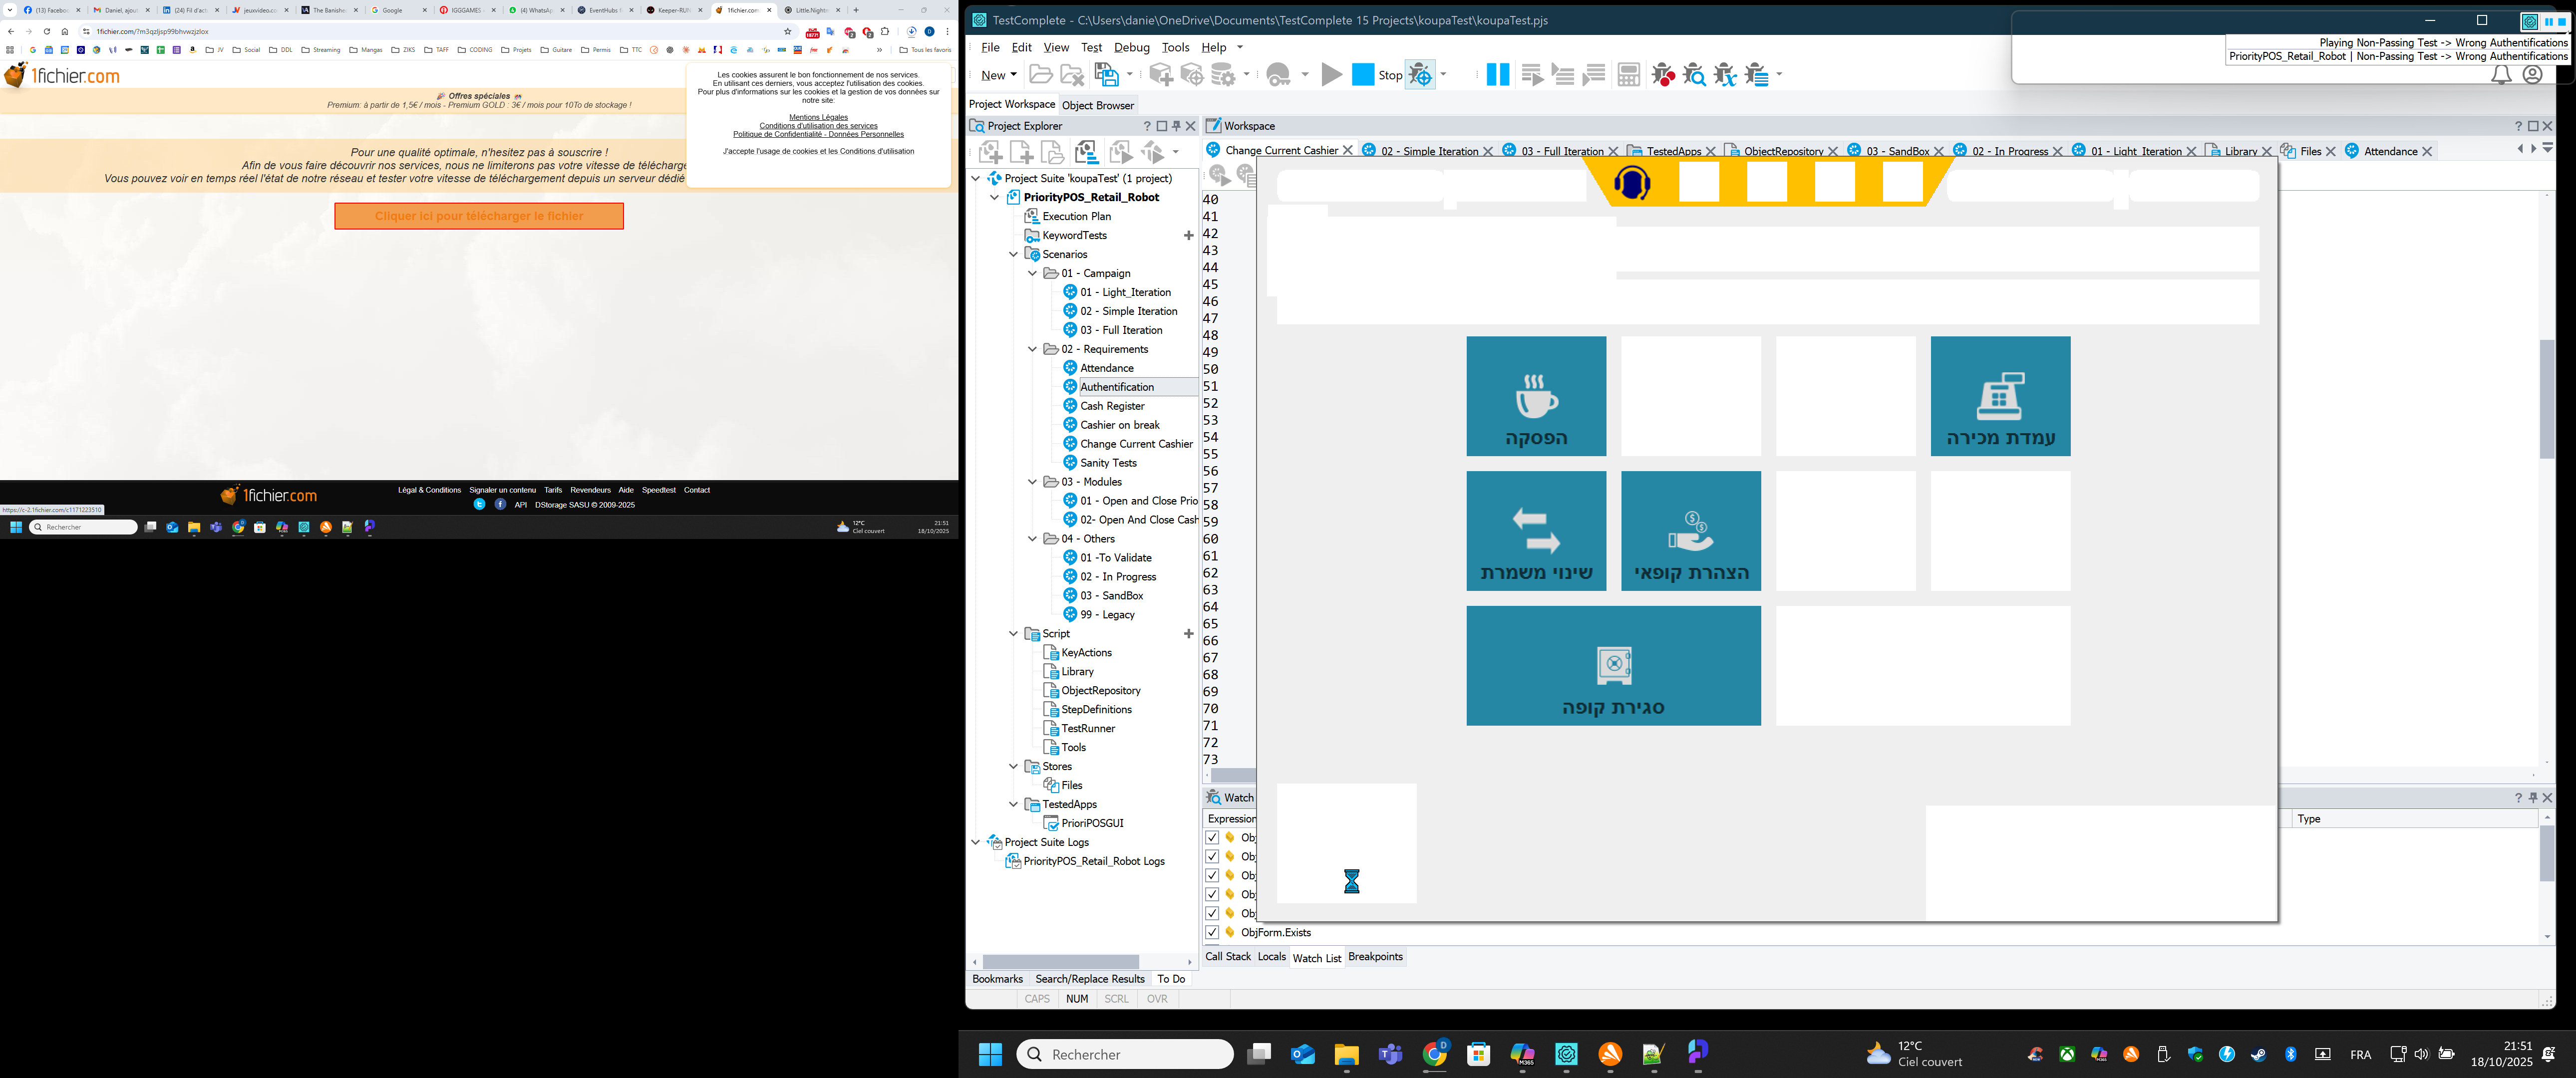 (13) Faceboo
Daniel, ajou
(24) Fil d'actu
jeuxvideo.co
The Banishe
Google
IGGGAMES
(4) WhatsAp
EventHubs
Keeper-RUN
1fichier.com
Little.Nightm
1fichier.com/?m3qzljsp99bhvwzjzlox
JV
Social
DDL
Streaming
Mangas
ZIKS
TAFF
CODING
Projets
Guitare
Permis
TTC
Tous les favoris
1fichier.com
Offres spéciales
Premium: à partir de 1,5€ / mois - Premium GOLD : 3€ / mois pour 10To de stockage !
Les cookies assurent le bon fonctionnement de nos services.
En utilisant ces derniers, vous acceptez l'utilisation des cookies.
Pour plus d'informations sur les cookies et la gestion de vos données sur
notre site:
Mentions Légales
Conditions d'utilisation des services
Politique de Confidentialité - Données Personnelles
J'accepte l'usage de cookies et les Conditions d'utilisation
Pour une qualité optimale, n'hesitez pas à souscrire !
Afin de vous faire découvrir nos services, nous ne limiterons pas votre vitesse de télécharge
Vous pouvez voir en temps réel l'état de notre réseau et tester votre vitesse de téléchargement depuis un serveur dédié
Cliquer ici pour télécharger le fichier
1fichier.com
Légal & Conditions
Signaler un contenu
Tarifs
Revendeurs
Aide
Speedtest
Contact
API
DStorage SASU © 2009-2025
https://c-2.1fichier.com/c1171223510
Rechercher
12°C
Ciel couvert
21:51
18/10/2025
TestComplete - C:\Users\danie\OneDrive\Documents\TestComplete 15 Projects\koupaTest\koupaTest.pjs
File Edit View Test Debug Tools Help
Playing Non-Passing Test -> Wrong Authentifications
PriorityPOS_Retail_Robot | Non-Passing Test -> Wrong Authentifications
New
Stop
Project Workspace
Object Browser
Project Explorer
Workspace
Change Current Cashier
02 - Simple Iteration
03 - Full Iteration
TestedApps
ObjectRepository
03 - SandBox
02 - In Progress
01 - Light_Iteration
Library
Files
Attendance
Project Suite 'koupaTest' (1 project)
PriorityPOS_Retail_Robot
Execution Plan
KeywordTests
Scenarios
01 - Campaign
01 - Light_Iteration
02 - Simple Iteration
03 - Full Iteration
02 - Requirements
Attendance
Authentification
Cash Register
Cashier on break
Change Current Cashier
Sanity Tests
03 - Modules
01 - Open and Close Prio
02- Open And Close Cash
04 - Others
01 -To Validate
02 - In Progress
03 - SandBox
99 - Legacy
Script
KeyActions
Library
ObjectRepository
StepDefinitions
TestRunner
Tools
Stores
Files
TestedApps
PrioriPOSGUI
Project Suite Logs
PriorityPOS_Retail_Robot Logs
40
41
42
43
44
45
46
47
48
49
50
51
52
53
54
55
56
57
58
59
60
61
62
63
64
65
66
67
68
69
70
71
72
73
הפסקה
עמדת מכירה
שינוי משמרת
הצהרת קופאי
סגירת קופה
Watch
Expression
Type
Obj
Obj
Obj
Obj
Obj
ObjForm.Exists
Call Stack
Locals
Watch List
Breakpoints
Bookmarks
Search/Replace Results
To Do
CAPS
NUM
SCRL
OVR
Rechercher
12°C
Ciel couvert
FRA
21:51
18/10/2025